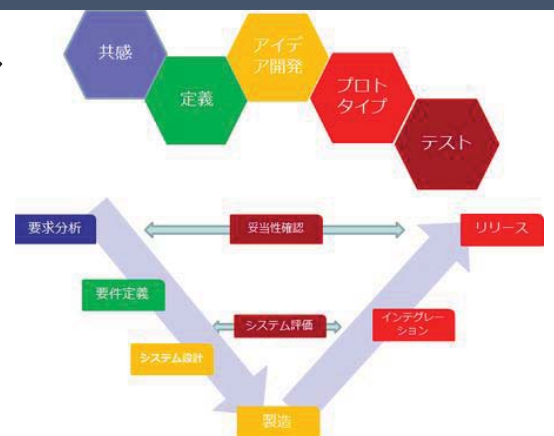 共感
定義
アイデ
ア開発
プロト
タイプ
テスト
要求分析
妥当性確認
リリース
要件定義
システム評価
インテグレー
ション
システム設計
製造